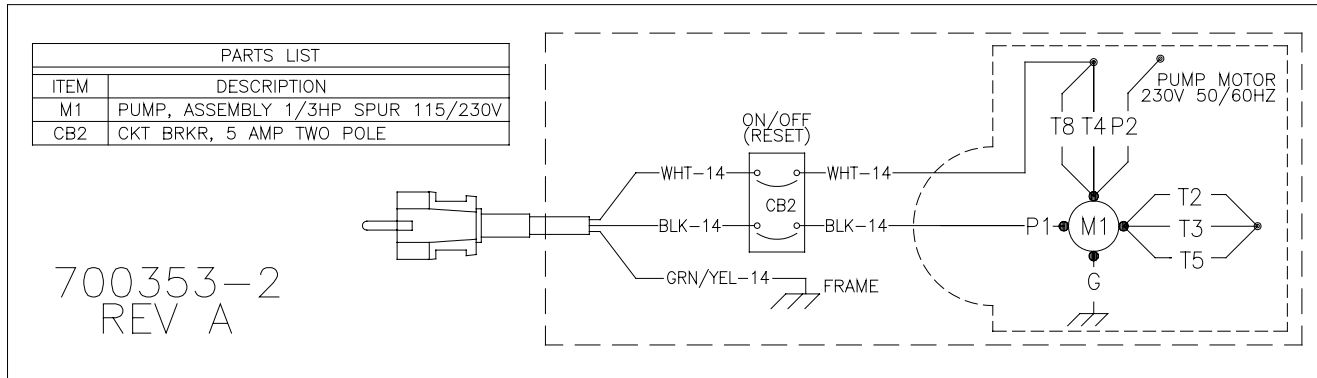 PARTS LIST
ITEM DESCRIPTION
M1 PUMP, ASSEMBLY 1/3HP SPUR 115/230V
CB2 CKT BRKR, 5 AMP TWO POLE
700353-2
REV A
ON/OFF
(RESET)
WHT-14 WHT-14
CB2
BLK-14 BLK-14
GRN/YEL-14 FRAME
PUMP MOTOR
230V 50/60HZ
T8 T4 P2
P1 M1
T2
T3
T5
G